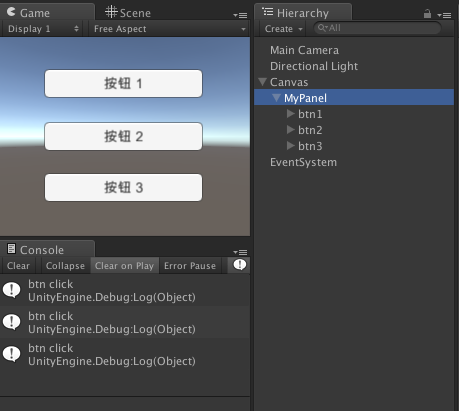 Game
Scene
Display 1
Free Aspect
按钮 1
按钮 2
按钮 3
Console
Clear
Collapse
Clear on Play
Error Pause
btn click
UnityEngine.Debug:Log(Object)
btn click
UnityEngine.Debug:Log(Object)
btn click
UnityEngine.Debug:Log(Object)
Hierarchy
Create
All
Main Camera
Directional Light
Canvas
MyPanel
btn1
btn2
btn3
EventSystem